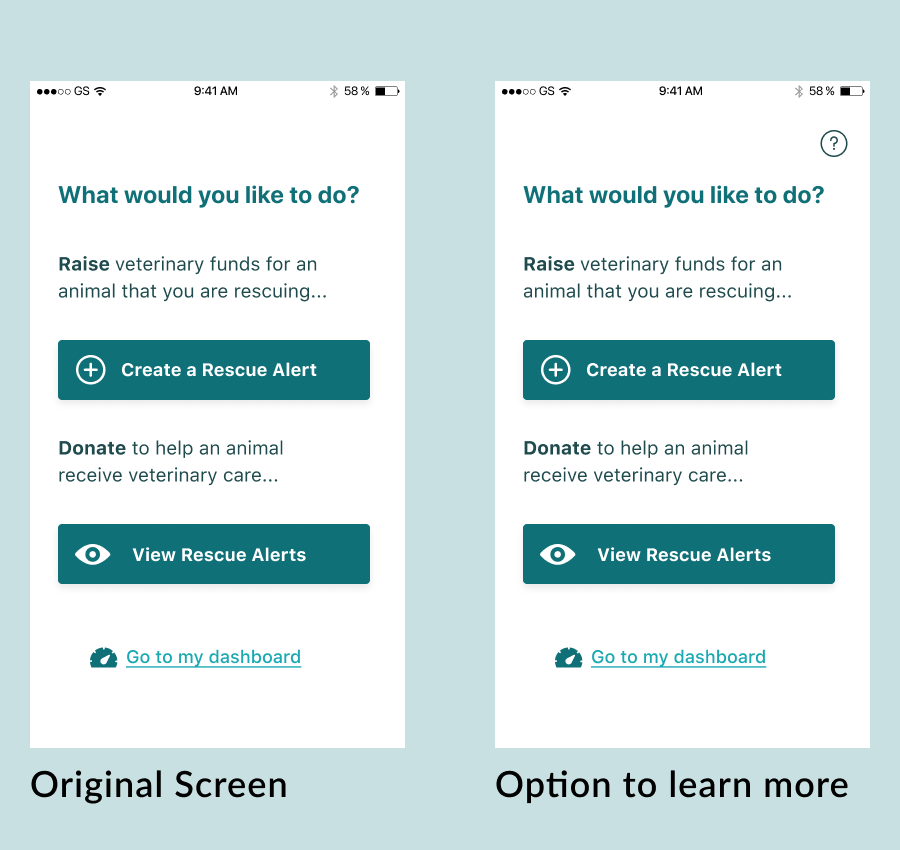 GS 9:41 AM 58 %
What would you like to do?
Raise veterinary funds for an
animal that you are rescuing...
Create a Rescue Alert
Donate to help an animal
receive veterinary care...
View Rescue Alerts
Go to my dashboard
Original Screen
GS 9:41 AM 58 %
?
What would you like to do?
Raise veterinary funds for an
animal that you are rescuing...
Create a Rescue Alert
Donate to help an animal
receive veterinary care...
View Rescue Alerts
Go to my dashboard
Option to learn more